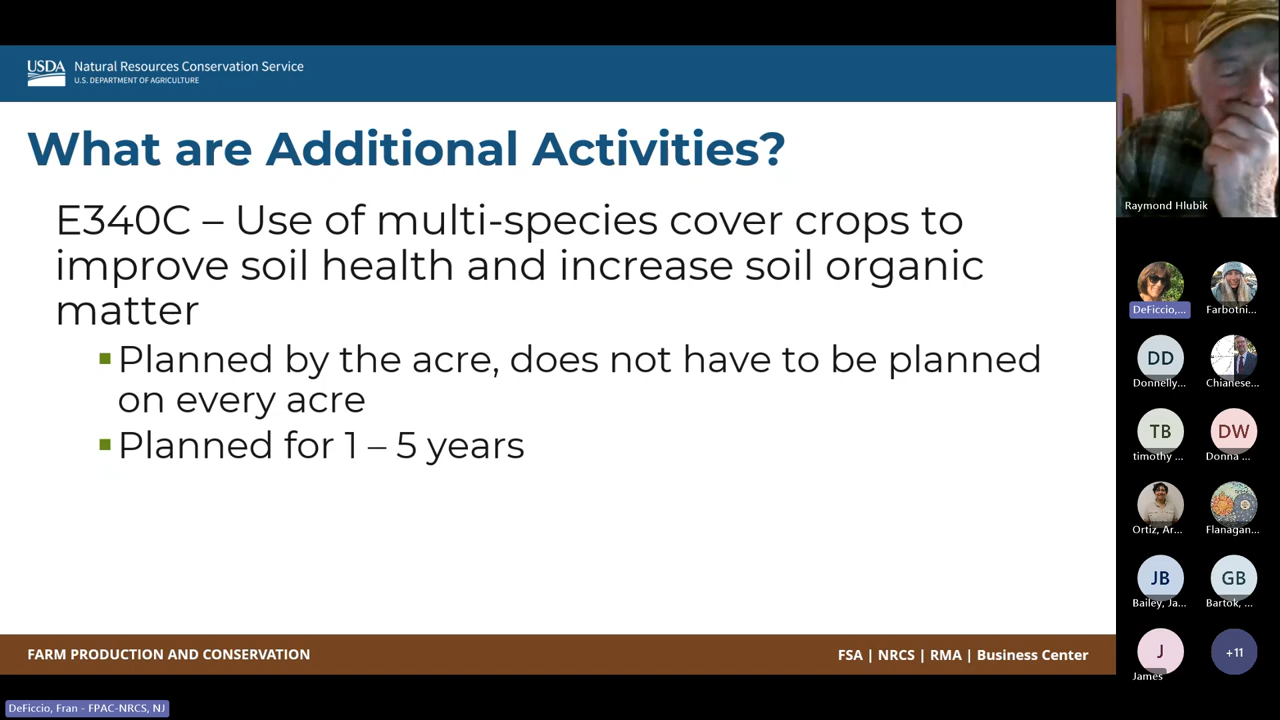 USDA Natural Resources Conservation Service
U.S. DEPARTMENT OF AGRICULTURE
What are Additional Activities?
E340C – Use of multi-species cover crops to
improve soil health and increase soil organic
matter
▪Planned by the acre, does not have to be planned
on every acre
▪Planned for 1 – 5 years
FARM PRODUCTION AND CONSERVATION
FSA | NRCS | RMA | Business Center
DeFiccio, Fran - FPAC-NRCS, NJ
Raymond Hlubik
DeFiccio,... Farbotni...
DD
Donnelly... Chianese...
TB DW
timothy ... Donna ...
Ortiz, Ar... Flanagan...
JB GB
Bailey, Ja... Bartok, ...
J +11
James